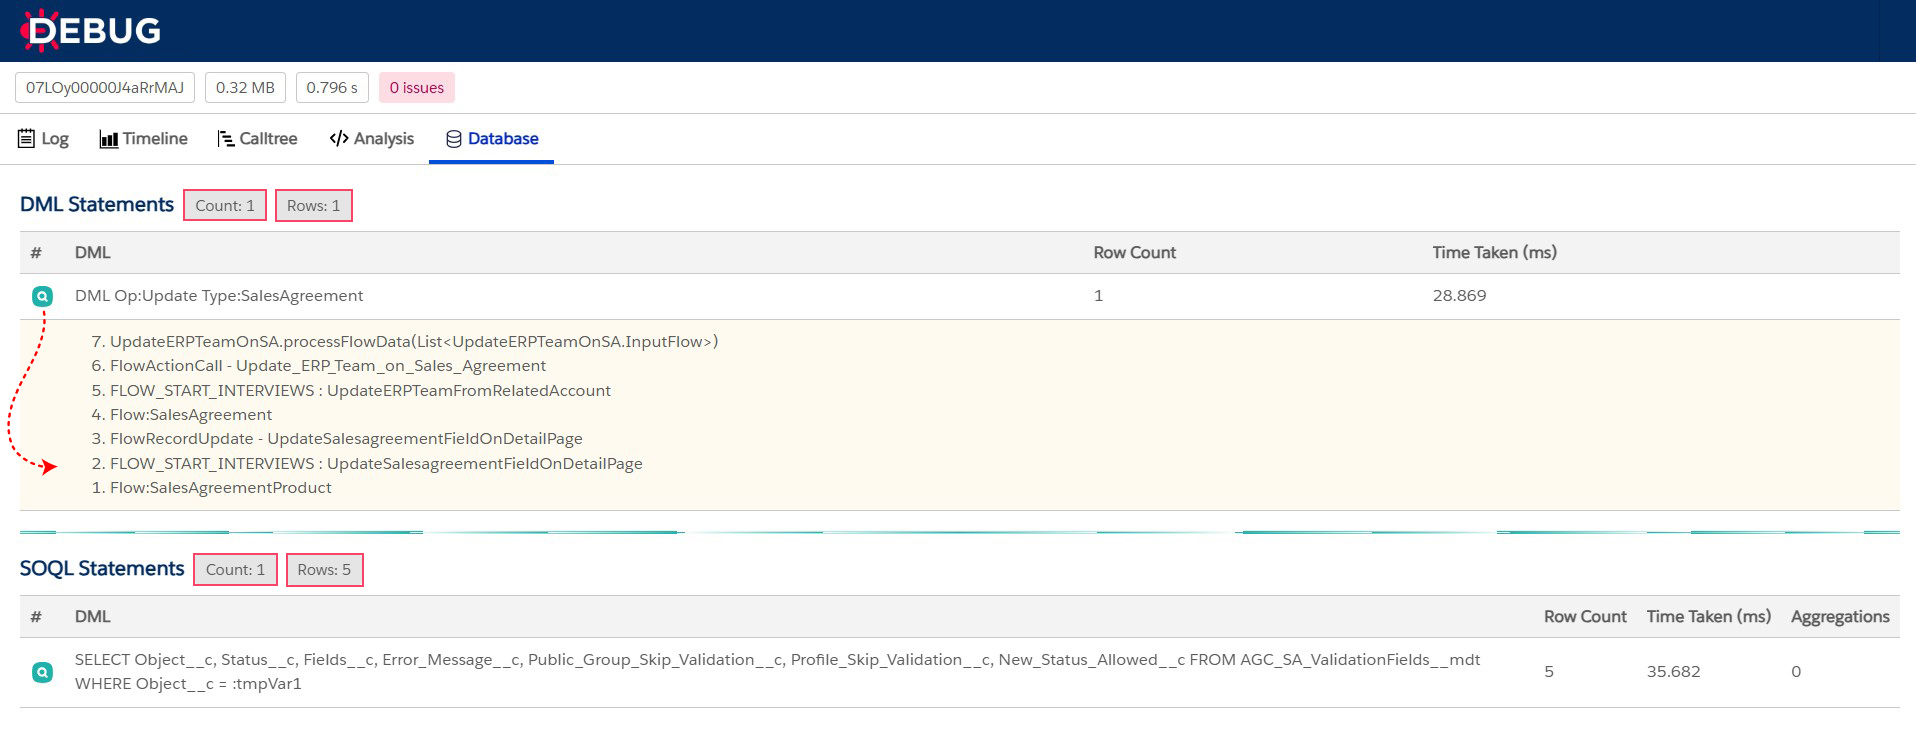 DEBUG
07LOy00000J4aRrMAJ 0.32 MB 0.796 s 0 issues
Log Timeline Calltree Analysis Database
DML Statements Count: 1 Rows: 1
# DML Row Count Time Taken (ms)
DML Op:Update Type:SalesAgreement 1 28.869
7. UpdateERPTeamOnSA.processFlowData(List<UpdateERPTeamOnSA.InputFlow>)
6. FlowActionCall - Update_ERP_Team_on_Sales_Agreement
5. FLOW_START_INTERVIEWS : UpdateERPTeamFromRelatedAccount
4. Flow:SalesAgreement
3. FlowRecordUpdate - UpdateSalesagreementFieldOnDetailPage
2. FLOW_START_INTERVIEWS : UpdateSalesagreementFieldOnDetailPage
1. Flow:SalesAgreementProduct
SOQL Statements Count: 1 Rows: 5
# DML Row Count Time Taken (ms) Aggregations
SELECT Object__c, Status__c, Fields__c, Error_Message__c, Public_Group_Skip_Validation__c, Profile_Skip_Validation__c, New_Status_Allowed__c FROM AGC_SA_ValidationFields__mdt
WHERE Object__c = :tmpVar1 5 35.682 0